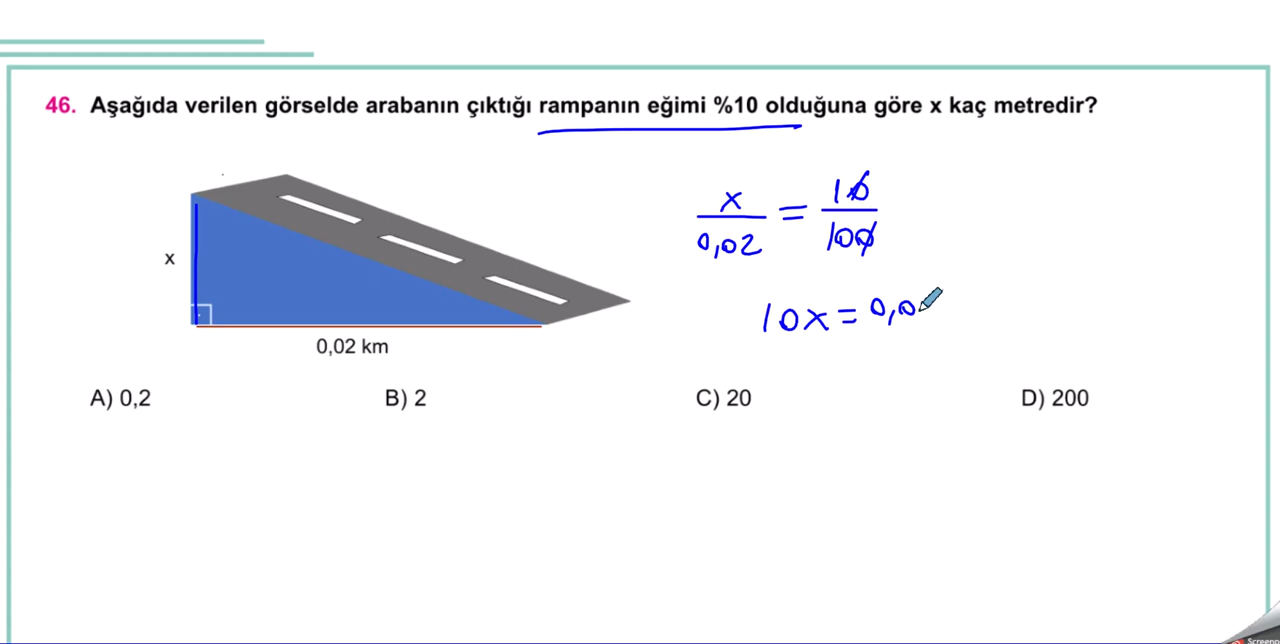 46. Aşağıda verilen görselde arabanın çıktığı rampanın eğimi %10 olduğuna göre x kaç metredir?
x
0,02 km
x / 0,02 = 10 / 100
10x = 0,0
A) 0,2 B) 2 C) 20 D) 200